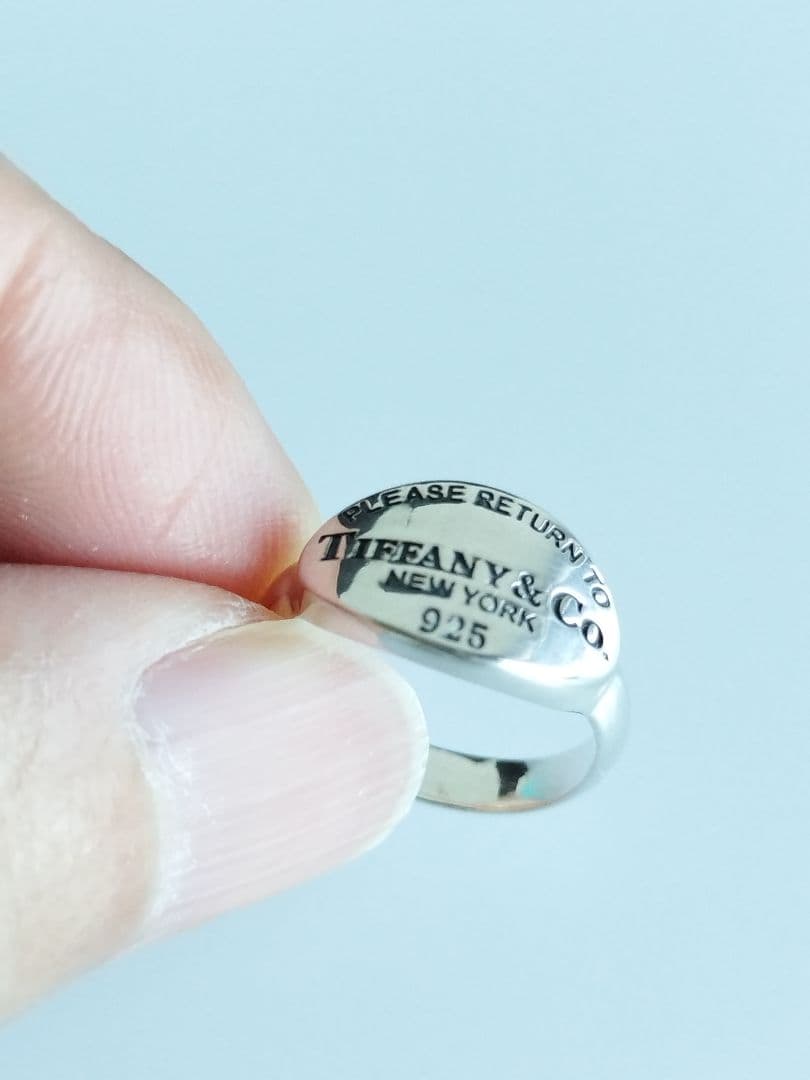 PLEASE RETURN TO
TIFFANY & CO.
NEW YORK
925